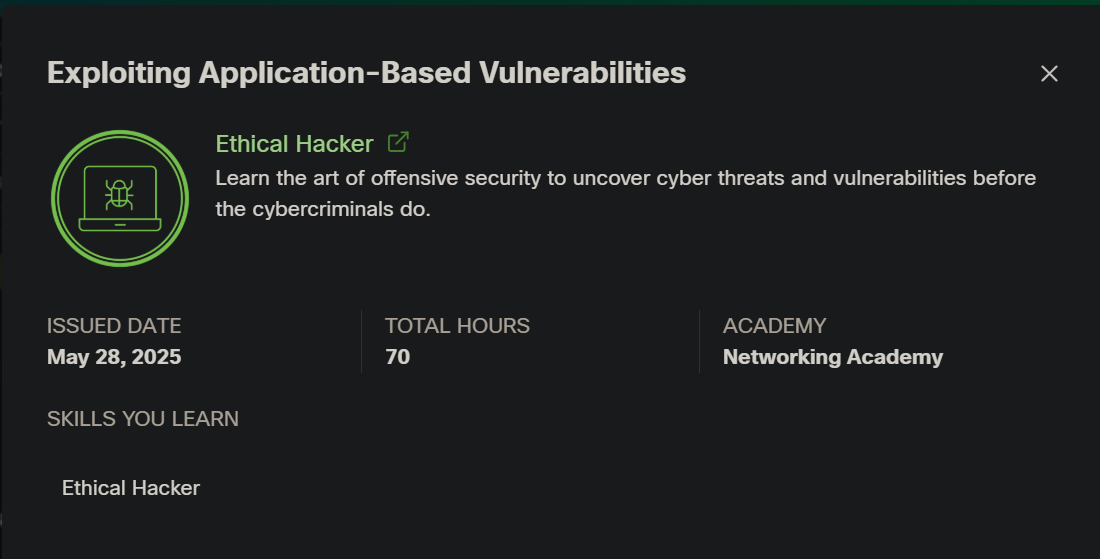 Exploiting Application-Based Vulnerabilities
Ethical Hacker
Learn the art of offensive security to uncover cyber threats and vulnerabilities before
the cybercriminals do.
ISSUED DATE
May 28, 2025
TOTAL HOURS
70
ACADEMY
Networking Academy
SKILLS YOU LEARN
Ethical Hacker